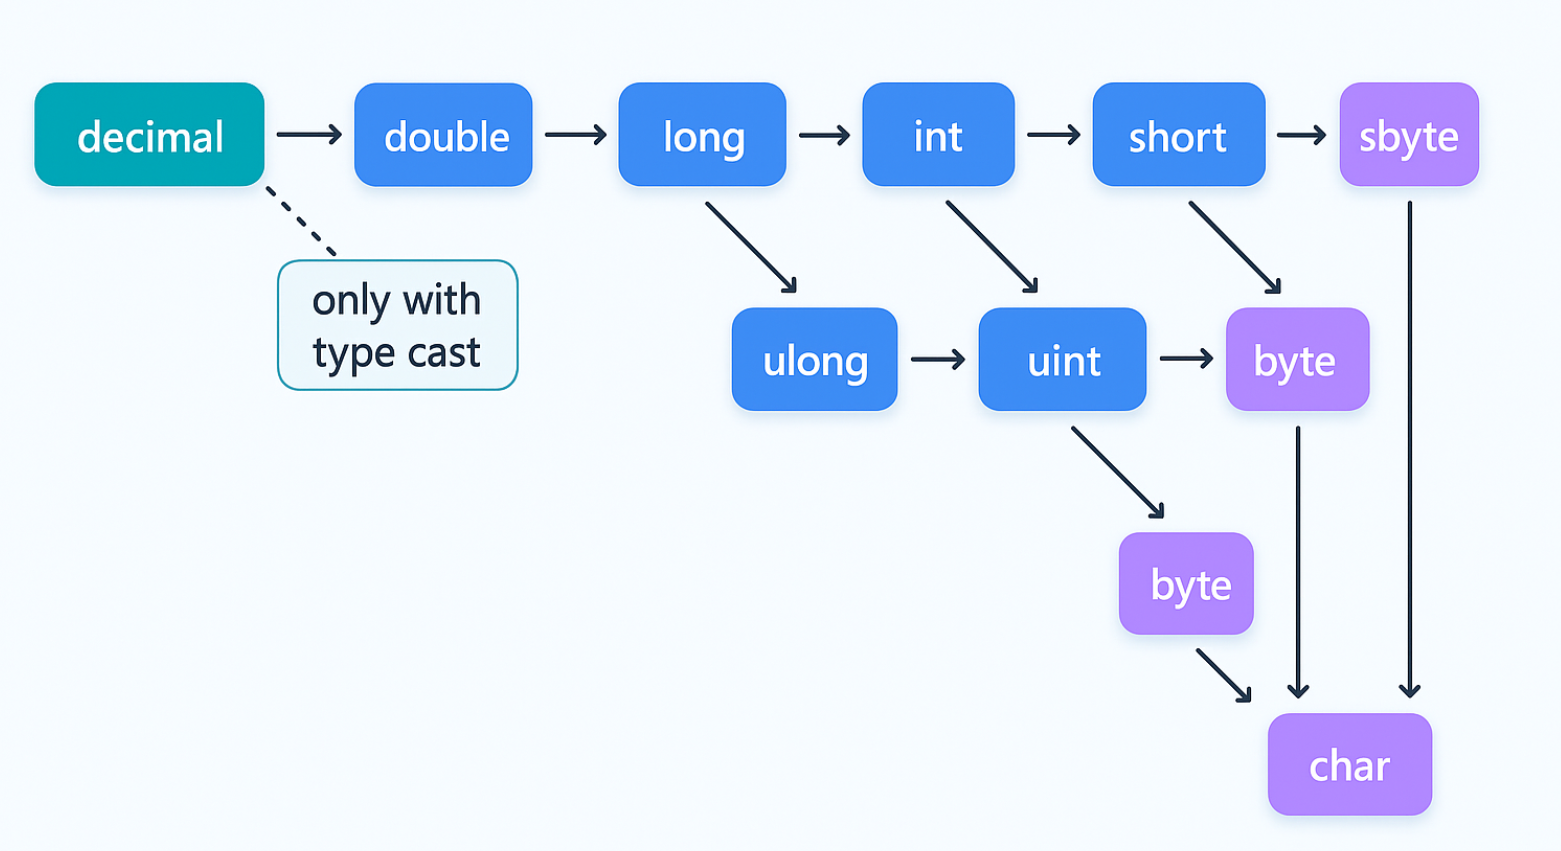 decimal
double
long
int
short
sbyte
only with
type cast
ulong
uint
byte
byte
char